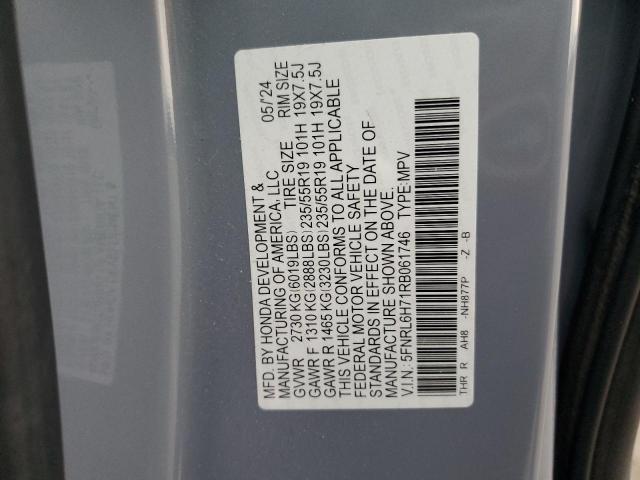 MFD. BY HONDA DEVELOPMENT & 05/'24
MANUFACTURING OF AMERICA, LLC
TIRE SIZE RIM SIZE
GVWR 2730 KG(6019LBS)
GAWR F 1310 KG(2888LBS) 235/55R19 101H 19X7.5J
GAWR R 1465 KG(3230LBS) 235/55R19 101H 19X7.5J
THIS VEHICLE CONFORMS TO ALL APPLICABLE
FEDERAL MOTOR VEHICLE SAFETY
STANDARDS IN EFFECT ON THE DATE OF
MANUFACTURE SHOWN ABOVE.
V.I.N.: 5FNRL6H71RB061746 TYPE:MPV
THR R AH8 -NH877P -Z -B